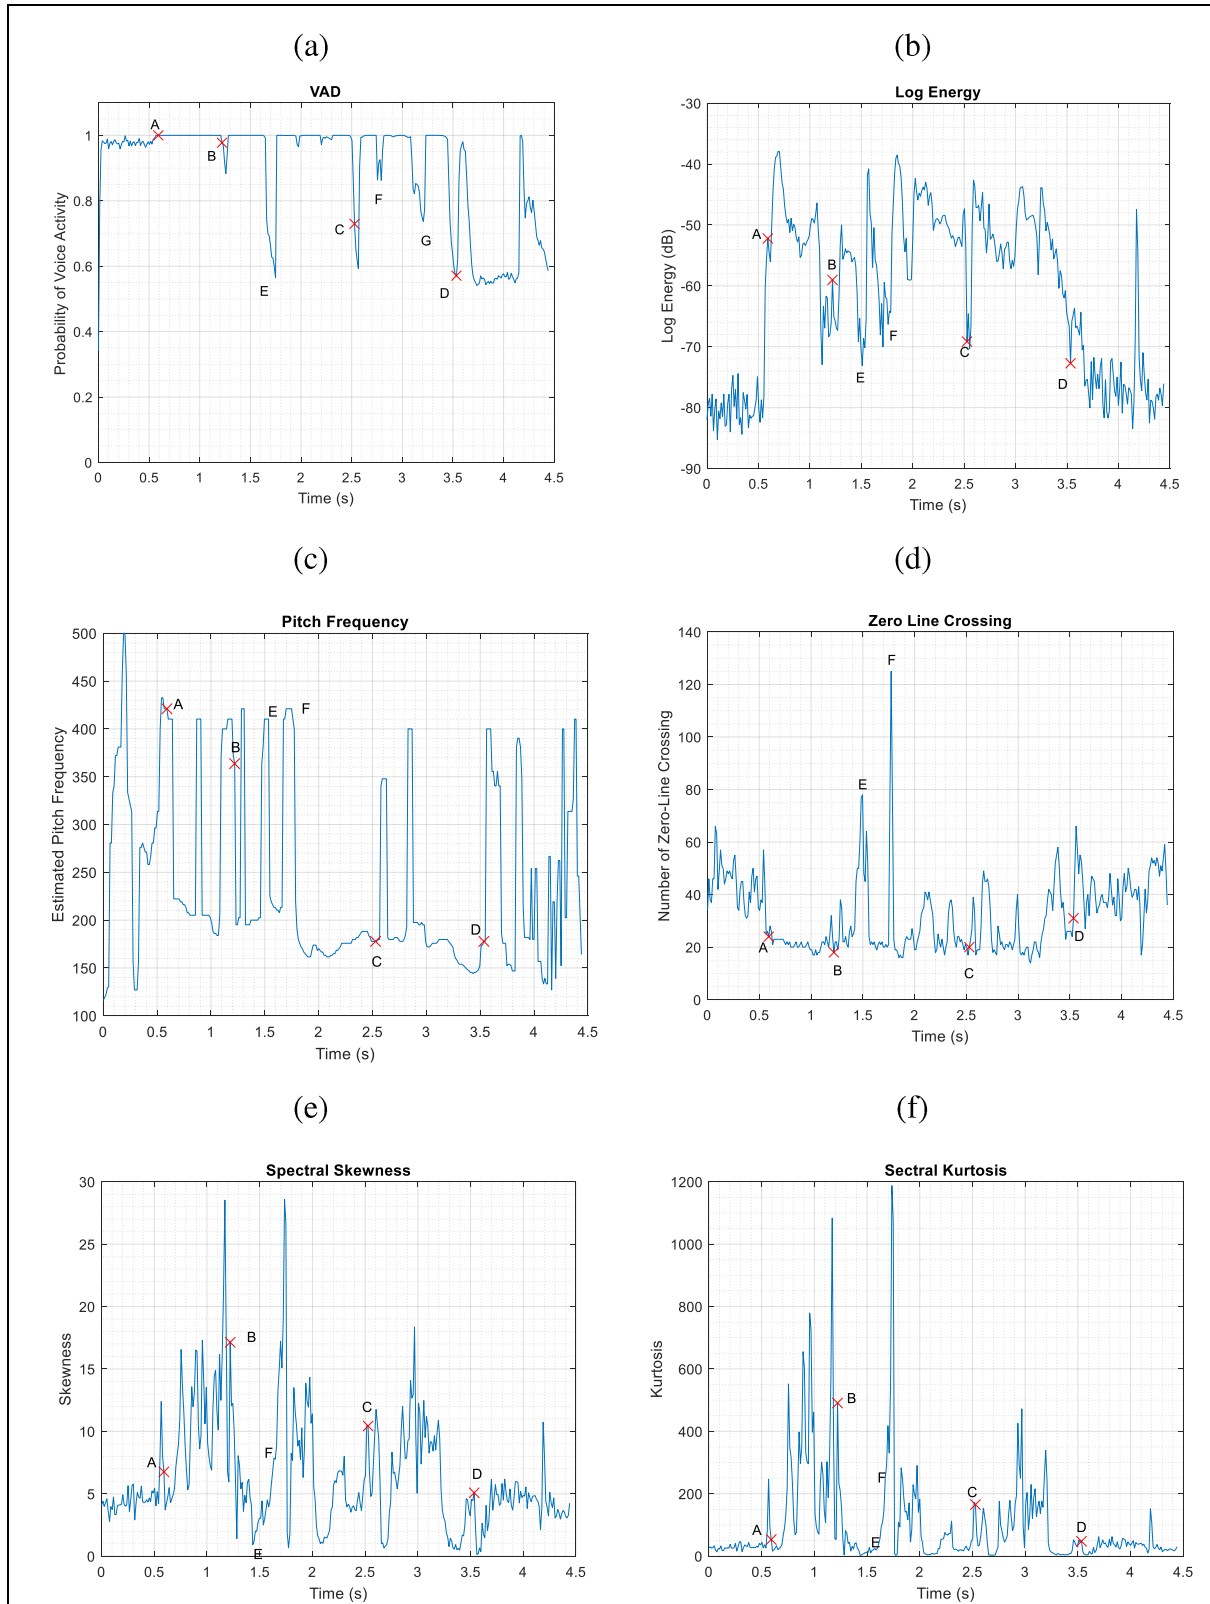 (a)
VAD
Probability of Voice Activity
1
0.8
0.6
0.4
0.2
0
A
B
C
D
E
F
G
0 0.5 1 1.5 2 2.5 3 3.5 4 4.5
Time (s)
(b)
Log Energy
Log Energy (dB)
-30
-40
-50
-60
-70
-80
-90
A
B
C
D
E
F
0 0.5 1 1.5 2 2.5 3 3.5 4 4.5
Time (s)
(c)
Pitch Frequency
Estimated Pitch Frequency
500
450
400
350
300
250
200
150
100
A
B
C
D
E
F
0 0.5 1 1.5 2 2.5 3 3.5 4 4.5
Time (s)
(d)
Zero Line Crossing
Number of Zero-Line Crossing
140
120
100
80
60
40
20
0
A
B
C
D
E
F
0 0.5 1 1.5 2 2.5 3 3.5 4 4.5
Time (s)
(e)
Spectral Skewness
Skewness
30
25
20
15
10
5
0
A
B
C
D
E
F
0 0.5 1 1.5 2 2.5 3 3.5 4 4.5
Time (s)
(f)
Sectral Kurtosis
Kurtosis
1200
1000
800
600
400
200
0
A
B
C
D
E
F
0 0.5 1 1.5 2 2.5 3 3.5 4 4.5
Time (s)